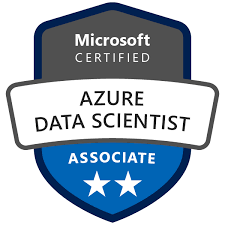 Microsoft
CERTIFIED
AZURE
DATA SCIENTIST
ASSOCIATE